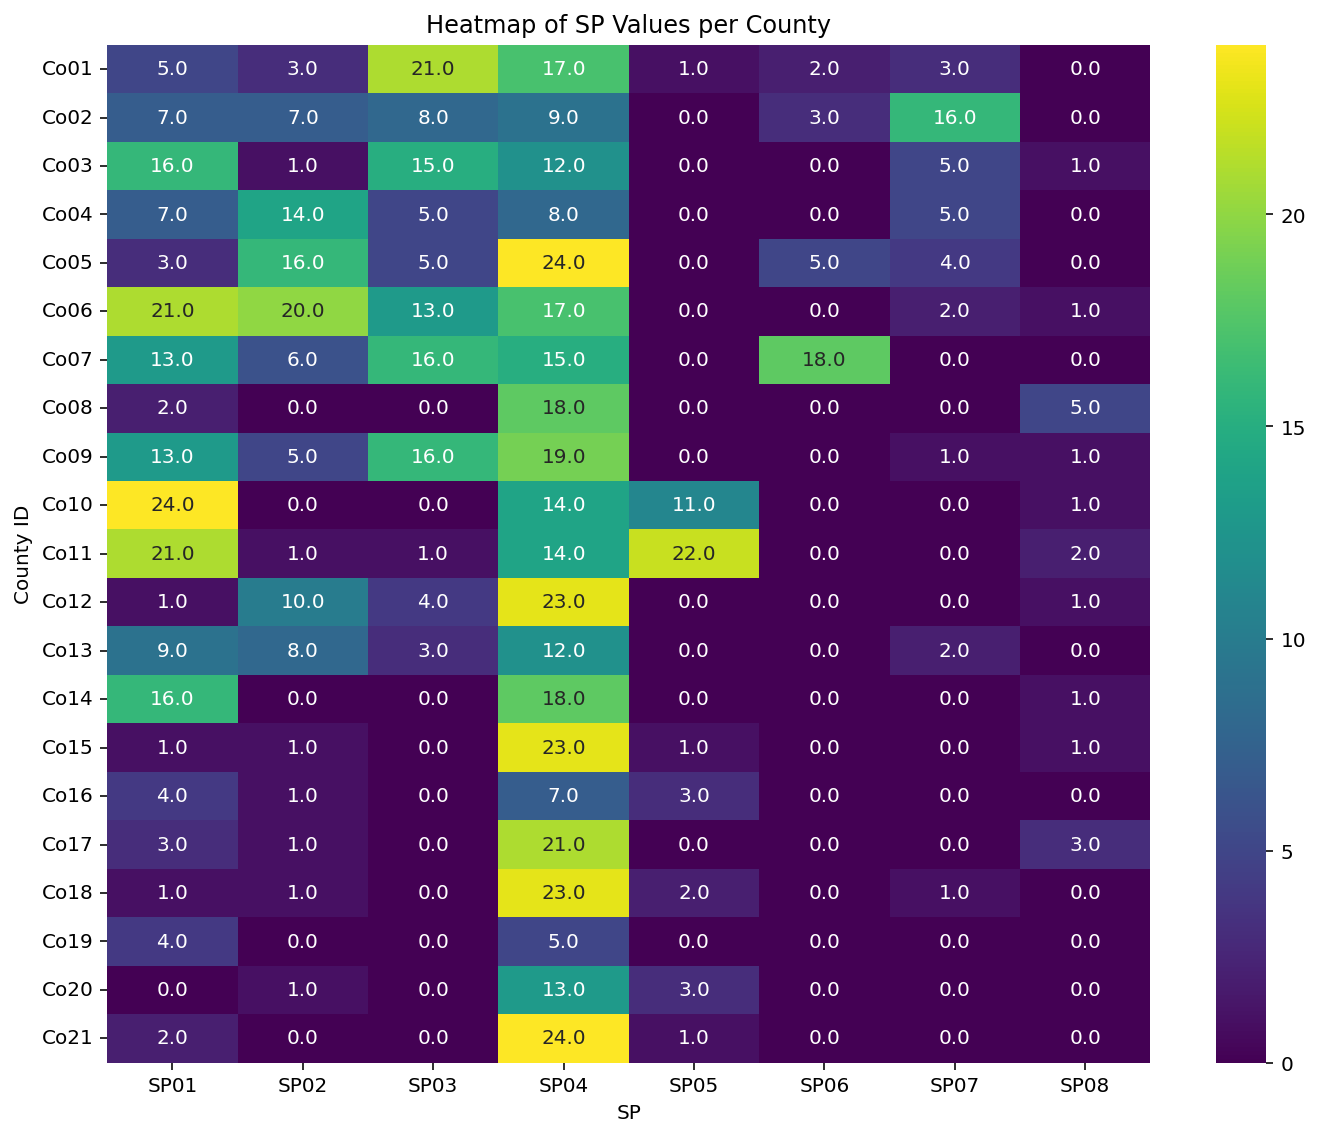 Heatmap of SP Values per County
County ID
Co01 5.0 3.0 21.0 17.0 1.0 2.0 3.0 0.0
Co02 7.0 7.0 8.0 9.0 0.0 3.0 16.0 0.0
Co03 16.0 1.0 15.0 12.0 0.0 0.0 5.0 1.0
Co04 7.0 14.0 5.0 8.0 0.0 0.0 5.0 0.0
Co05 3.0 16.0 5.0 24.0 0.0 5.0 4.0 0.0
Co06 21.0 20.0 13.0 17.0 0.0 0.0 2.0 1.0
Co07 13.0 6.0 16.0 15.0 0.0 18.0 0.0 0.0
Co08 2.0 0.0 0.0 18.0 0.0 0.0 0.0 5.0
Co09 13.0 5.0 16.0 19.0 0.0 0.0 1.0 1.0
Co10 24.0 0.0 0.0 14.0 11.0 0.0 0.0 1.0
Co11 21.0 1.0 1.0 14.0 22.0 0.0 0.0 2.0
Co12 1.0 10.0 4.0 23.0 0.0 0.0 0.0 1.0
Co13 9.0 8.0 3.0 12.0 0.0 0.0 2.0 0.0
Co14 16.0 0.0 0.0 18.0 0.0 0.0 0.0 1.0
Co15 1.0 1.0 0.0 23.0 1.0 0.0 0.0 1.0
Co16 4.0 1.0 0.0 7.0 3.0 0.0 0.0 0.0
Co17 3.0 1.0 0.0 21.0 0.0 0.0 0.0 3.0
Co18 1.0 1.0 0.0 23.0 2.0 0.0 1.0 0.0
Co19 4.0 0.0 0.0 5.0 0.0 0.0 0.0 0.0
Co20 0.0 1.0 0.0 13.0 3.0 0.0 0.0 0.0
Co21 2.0 0.0 0.0 24.0 1.0 0.0 0.0 0.0
SP01 SP02 SP03 SP04 SP05 SP06 SP07 SP08
SP
20
15
10
5
0